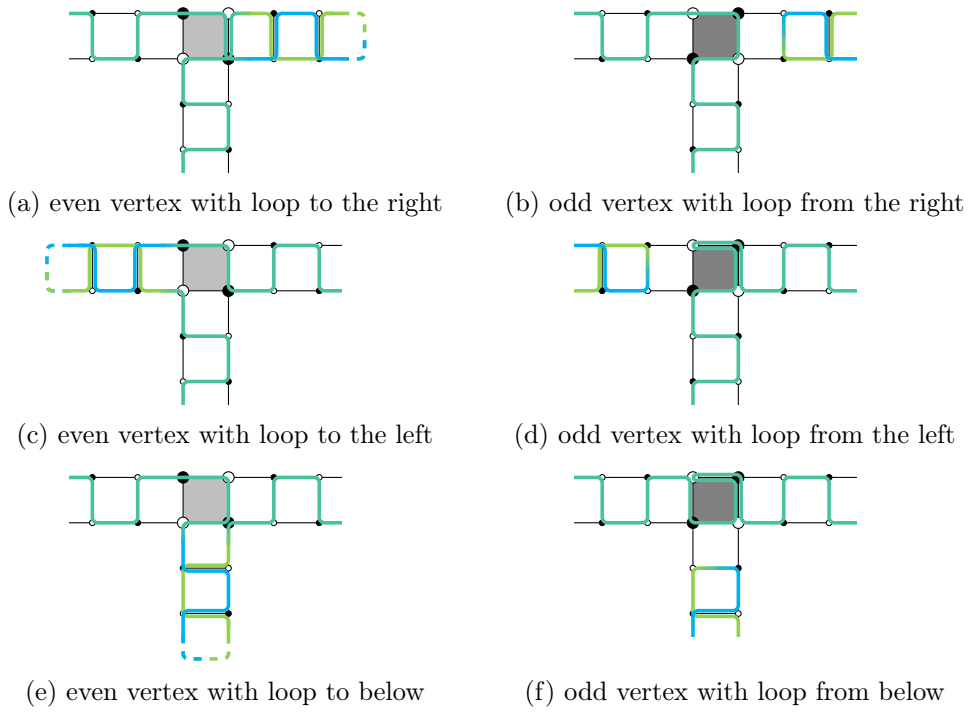 (a) even vertex with loop to the right
(b) odd vertex with loop from the right
(c) even vertex with loop to the left
(d) odd vertex with loop from the left
(e) even vertex with loop to below
(f) odd vertex with loop from below